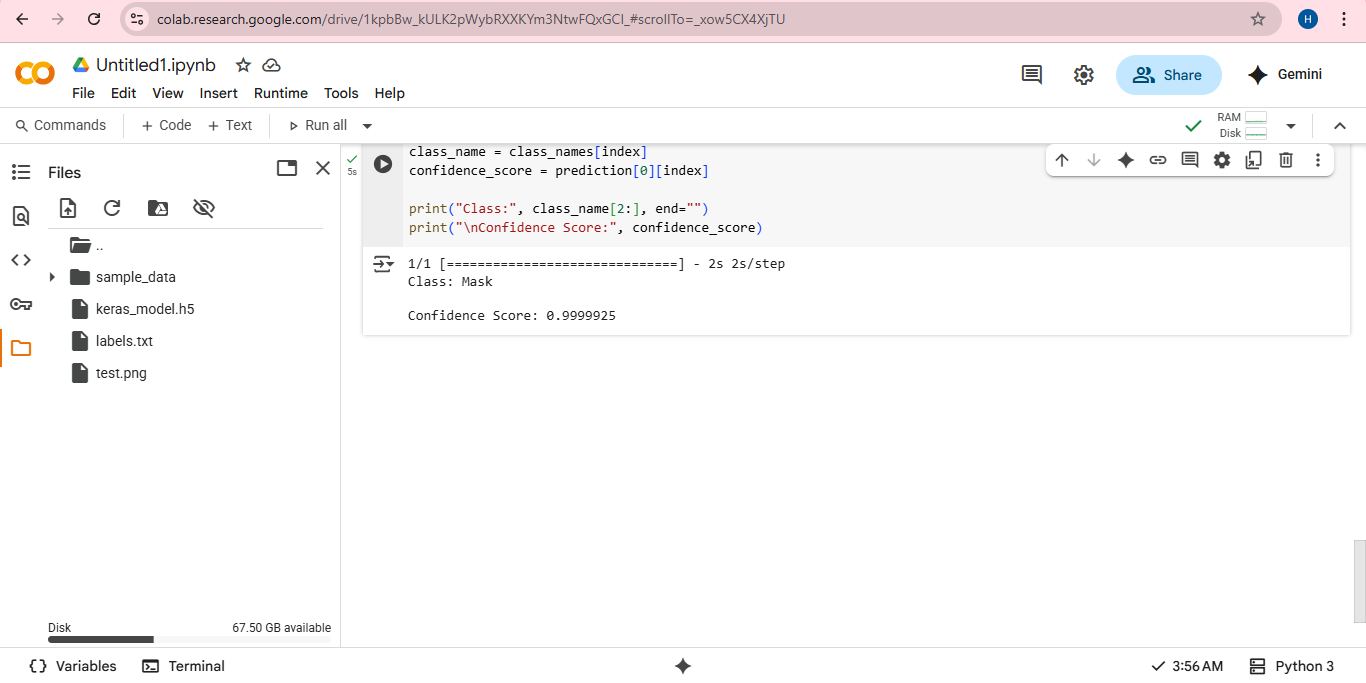 colab.research.google.com/drive/1kpbBw_kULK2pWybRXXKYm3NtwFQxGCl_#scrollTo=_xow5CX4XjTU
H
Untitled1.ipynb
File Edit View Insert Runtime Tools Help
Share
Gemini
Commands + Code + Text Run all
RAM
Disk
Files
..
sample_data
keras_model.h5
labels.txt
test.png
Disk 67.50 GB available
5s
class_name = class_names[index]
confidence_score = prediction[0][index]
print("Class:", class_name[2:], end="")
print("\nConfidence Score:", confidence_score)
1/1 [==============================] - 2s 2s/step
Class: Mask
Confidence Score: 0.9999925
{} Variables Terminal 3:56 AM Python 3